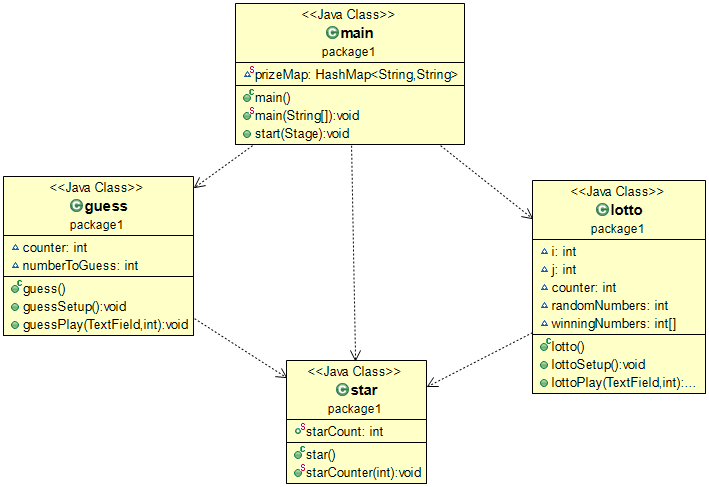 <<Java Class>>
main
package1
prizeMap: HashMap<String,String>
main()
main(String[]):void
start(Stage):void
<<Java Class>>
guess
package1
counter: int
numberToGuess: int
guess()
guessSetup():void
guessPlay(TextField,int):void
<<Java Class>>
lotto
package1
i: int
j: int
counter: int
randomNumbers: int
winningNumbers: int[]
lotto()
lottoSetup():void
lottoPlay(TextField,int):...
<<Java Class>>
star
package1
starCount: int
star()
starCounter(int):void